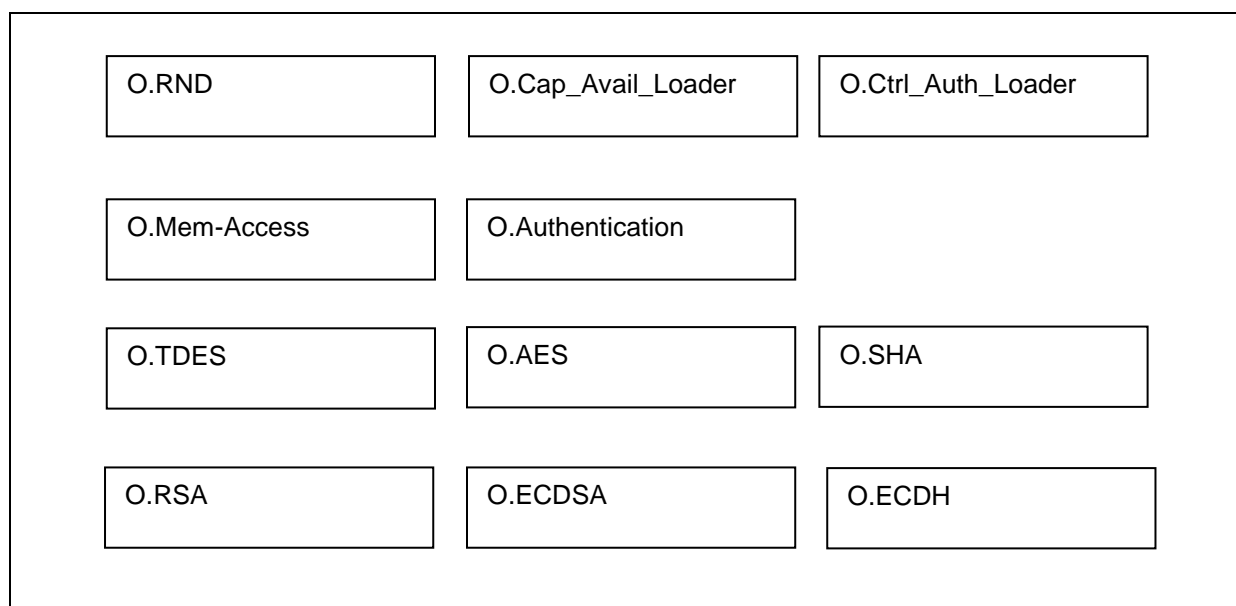 O.RND
O.Cap_Avail_Loader
O.Ctrl_Auth_Loader
O.Mem-Access
O.Authentication
O.TDES
O.AES
O.SHA
O.RSA
O.ECDSA
O.ECDH